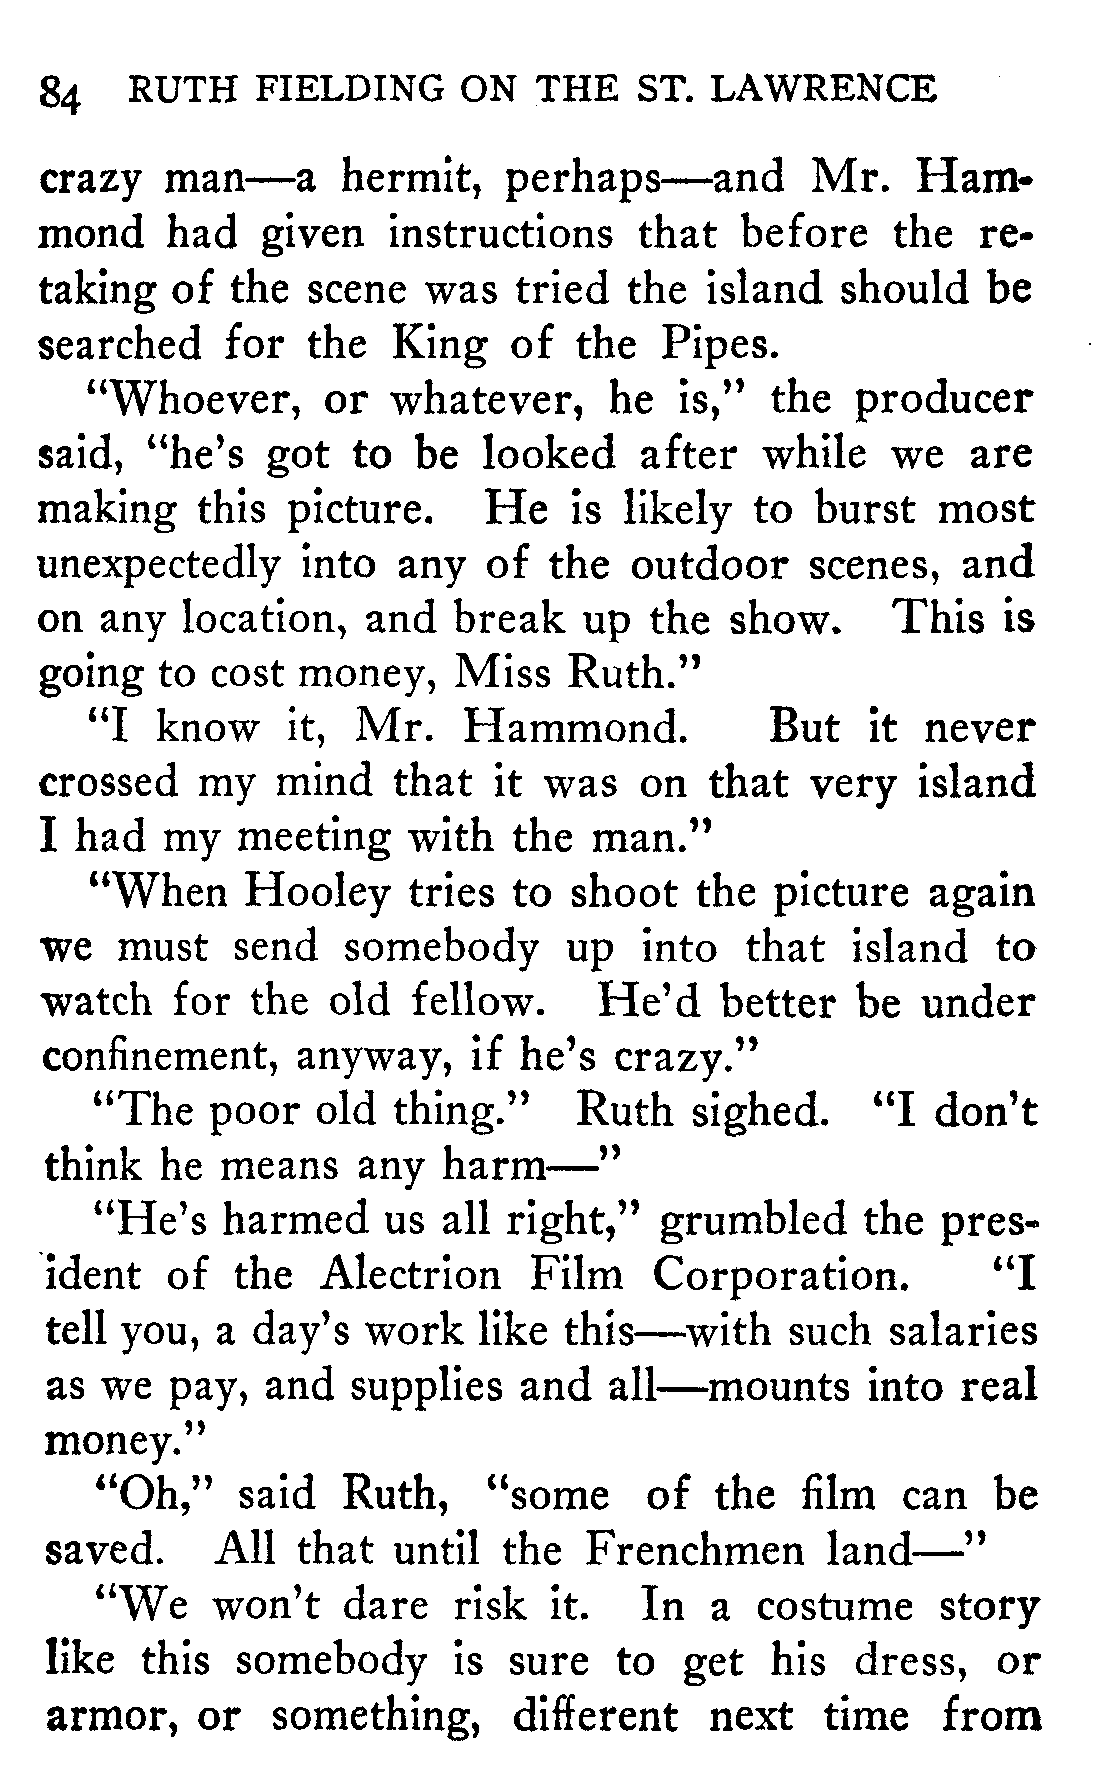 84 RUTH FIELDING ON THE ST. LAWRENCE
crazy man—a hermit, perhaps—and Mr. Ham-
mond had given instructions that before the re-
taking of the scene was tried the island should be
searched for the King of the Pipes.
“Whoever, or whatever, he is,” the producer
said, “he’s got to be looked after while we are
making this picture. He is likely to burst most
unexpectedly into any of the outdoor scenes, and
on any location, and break up the show. This is
going to cost money, Miss Ruth.”
“I know it, Mr. Hammond. But it never
crossed my mind that it was on that very island
I had my meeting with the man.”
“When Hooley tries to shoot the picture again
we must send somebody up into that island to
watch for the old fellow. He’d better be under
confinement, anyway, if he’s crazy.”
“The poor old thing.” Ruth sighed. “I don’t
think he means any harm—”
“He’s harmed us all right,” grumbled the pres-
ident of the Alectrion Film Corporation. “I
tell you, a day’s work like this—with such salaries
as we pay, and supplies and all—mounts into real
money.”
“Oh,” said Ruth, “some of the film can be
saved. All that until the Frenchmen land—”
“We won’t dare risk it. In a costume story
like this somebody is sure to get his dress, or
armor, or something, different next time from